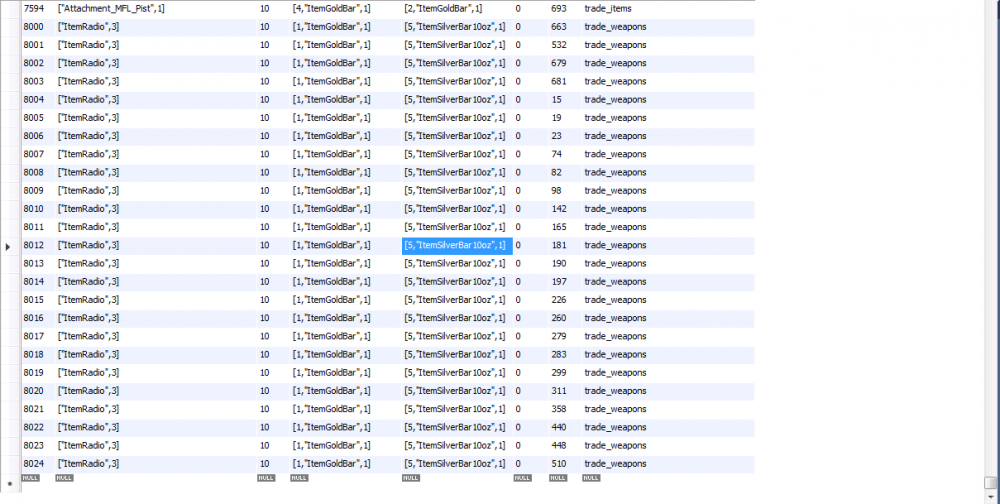 7594 ["Attachment_MFL_Pist",1] 10 [4,"ItemGoldBar",1] [2,"ItemGoldBar",1] 0 693 trade_items
8000 ["ItemRadio",3] 10 [1,"ItemGoldBar",1] [5,"ItemSilverBar10oz",1] 0 663 trade_weapons
8001 ["ItemRadio",3] 10 [1,"ItemGoldBar",1] [5,"ItemSilverBar10oz",1] 0 532 trade_weapons
8002 ["ItemRadio",3] 10 [1,"ItemGoldBar",1] [5,"ItemSilverBar10oz",1] 0 679 trade_weapons
8003 ["ItemRadio",3] 10 [1,"ItemGoldBar",1] [5,"ItemSilverBar10oz",1] 0 681 trade_weapons
8004 ["ItemRadio",3] 10 [1,"ItemGoldBar",1] [5,"ItemSilverBar10oz",1] 0 15 trade_weapons
8005 ["ItemRadio",3] 10 [1,"ItemGoldBar",1] [5,"ItemSilverBar10oz",1] 0 19 trade_weapons
8006 ["ItemRadio",3] 10 [1,"ItemGoldBar",1] [5,"ItemSilverBar10oz",1] 0 23 trade_weapons
8007 ["ItemRadio",3] 10 [1,"ItemGoldBar",1] [5,"ItemSilverBar10oz",1] 0 74 trade_weapons
8008 ["ItemRadio",3] 10 [1,"ItemGoldBar",1] [5,"ItemSilverBar10oz",1] 0 82 trade_weapons
8009 ["ItemRadio",3] 10 [1,"ItemGoldBar",1] [5,"ItemSilverBar10oz",1] 0 98 trade_weapons
8010 ["ItemRadio",3] 10 [1,"ItemGoldBar",1] [5,"ItemSilverBar10oz",1] 0 142 trade_weapons
8011 ["ItemRadio",3] 10 [1,"ItemGoldBar",1] [5,"ItemSilverBar10oz",1] 0 165 trade_weapons
8012 ["ItemRadio",3] 10 [1,"ItemGoldBar",1] [5,"ItemSilverBar10oz",1] 0 181 trade_weapons
8013 ["ItemRadio",3] 10 [1,"ItemGoldBar",1] [5,"ItemSilverBar10oz",1] 0 190 trade_weapons
8014 ["ItemRadio",3] 10 [1,"ItemGoldBar",1] [5,"ItemSilverBar10oz",1] 0 197 trade_weapons
8015 ["ItemRadio",3] 10 [1,"ItemGoldBar",1] [5,"ItemSilverBar10oz",1] 0 226 trade_weapons
8016 ["ItemRadio",3] 10 [1,"ItemGoldBar",1] [5,"ItemSilverBar10oz",1] 0 260 trade_weapons
8017 ["ItemRadio",3] 10 [1,"ItemGoldBar",1] [5,"ItemSilverBar10oz",1] 0 279 trade_weapons
8018 ["ItemRadio",3] 10 [1,"ItemGoldBar",1] [5,"ItemSilverBar10oz",1] 0 283 trade_weapons
8019 ["ItemRadio",3] 10 [1,"ItemGoldBar",1] [5,"ItemSilverBar10oz",1] 0 299 trade_weapons
8020 ["ItemRadio",3] 10 [1,"ItemGoldBar",1] [5,"ItemSilverBar10oz",1] 0 311 trade_weapons
8021 ["ItemRadio",3] 10 [1,"ItemGoldBar",1] [5,"ItemSilverBar10oz",1] 0 358 trade_weapons
8022 ["ItemRadio",3] 10 [1,"ItemGoldBar",1] [5,"ItemSilverBar10oz",1] 0 440 trade_weapons
8023 ["ItemRadio",3] 10 [1,"ItemGoldBar",1] [5,"ItemSilverBar10oz",1] 0 448 trade_weapons
8024 ["ItemRadio",3] 10 [1,"ItemGoldBar",1] [5,"ItemSilverBar10oz",1] 0 510 trade_weapons
NULL NULL NULL NULL NULL NULL NULL NULL